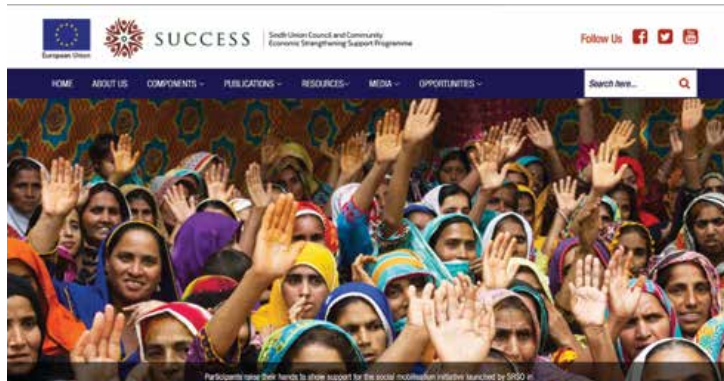 European Union
SUCCESS
Sindh Union Council and Community
Economic Strengthening Support Programme
Follow Us
HOME
ABOUT US
COMPONENTS
PUBLICATIONS
RESOURCES
MEDIA
OPPORTUNITIES
Search here...
Participants raise their hands to show support for the social mobilisation initiative launched by SRSO in